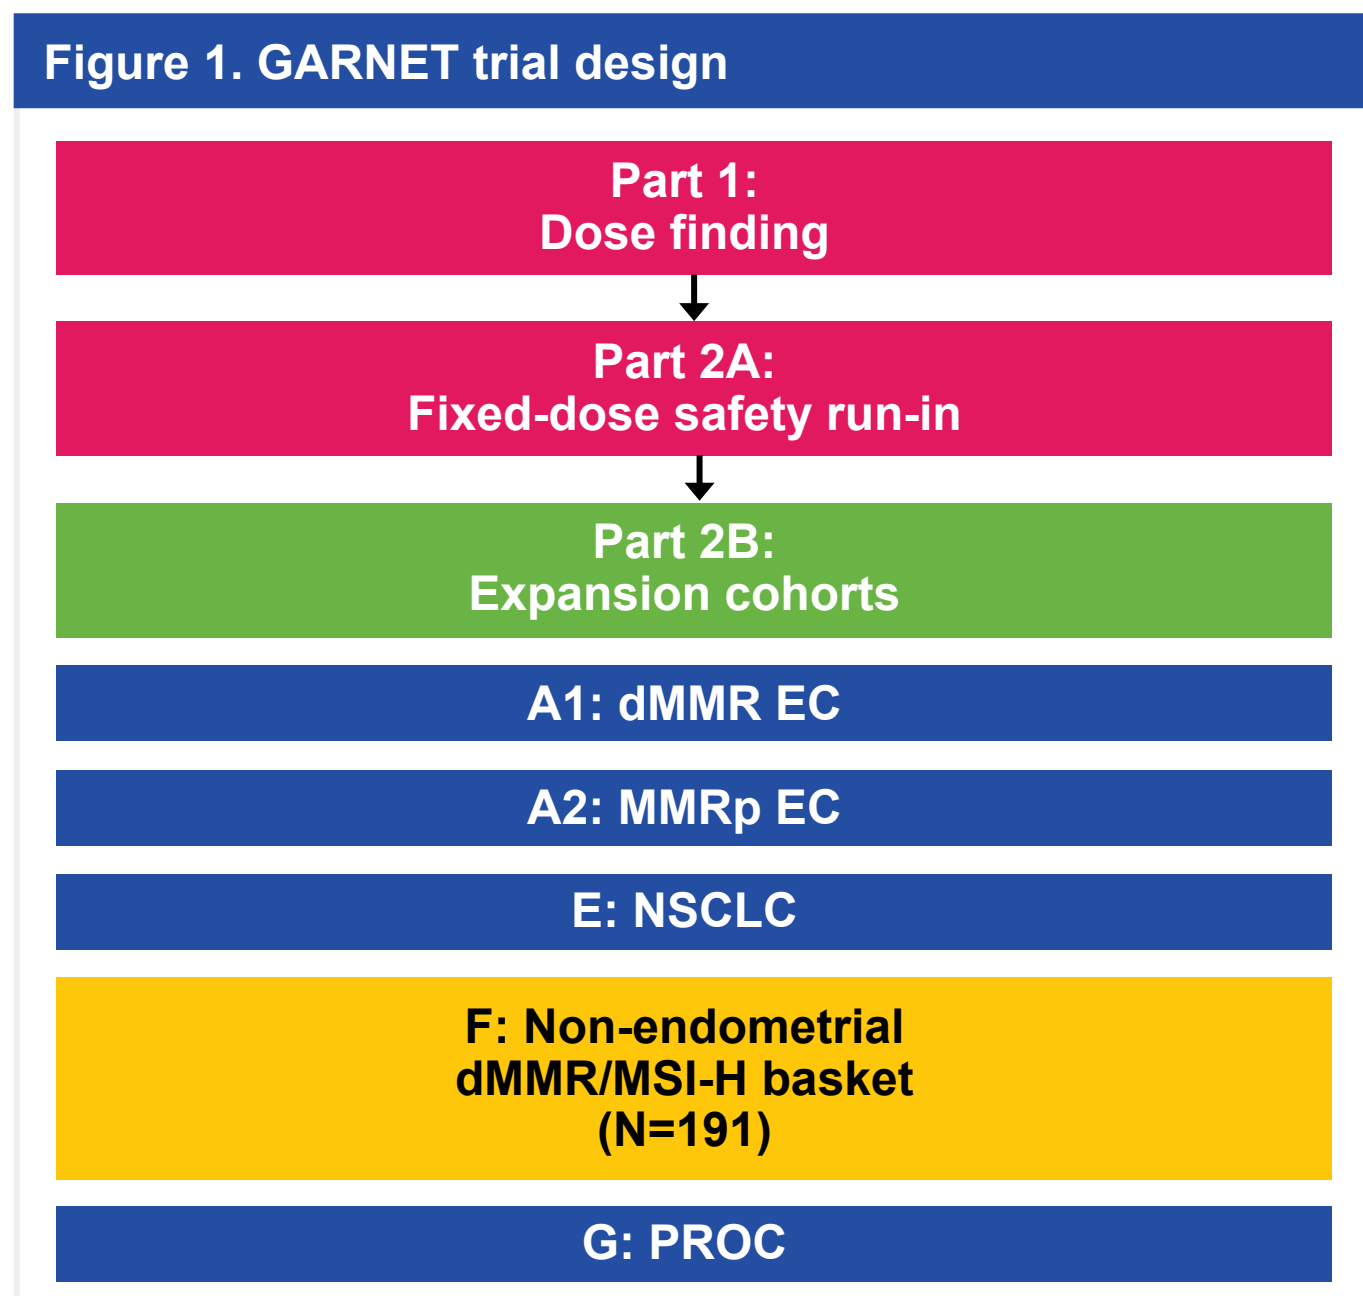 Figure 1. GARNET trial design
Part 1:
Dose finding
Part 2A:
Fixed-dose safety run-in
Part 2B:
Expansion cohorts
A1: dMMR EC
A2: MMRp EC
E: NSCLC
F: Non-endometrial
dMMR/MSI-H basket
(N=191)
G: PROC